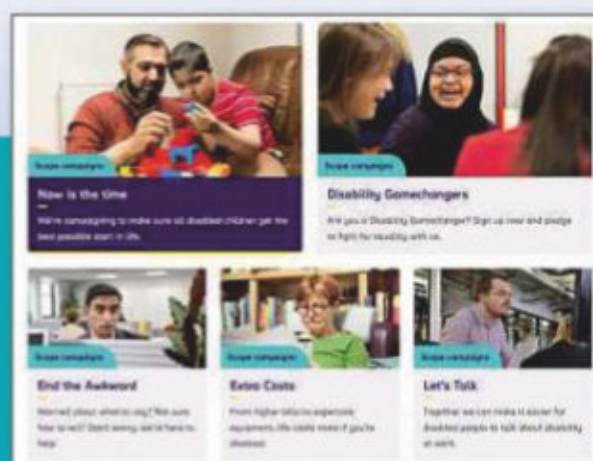 Scope campaigns
Now is the time
We're campaigning to make sure all disabled children get the
best possible start in life.
Scope campaigns
Disability Gamechangers
Are you a Disability Gamechanger? Sign up now and pledge
to fight for equality with us.
Scope campaigns
End the Awkward
Worried about what to say? Not sure
how to act? Don't worry, we're here to
help.
Scope campaigns
Extra Costs
From higher bills to expensive
equipment, life costs more if you're
disabled.
Scope campaigns
Let's Talk
Together we can make it easier for
disabled people to talk about disability
at work.